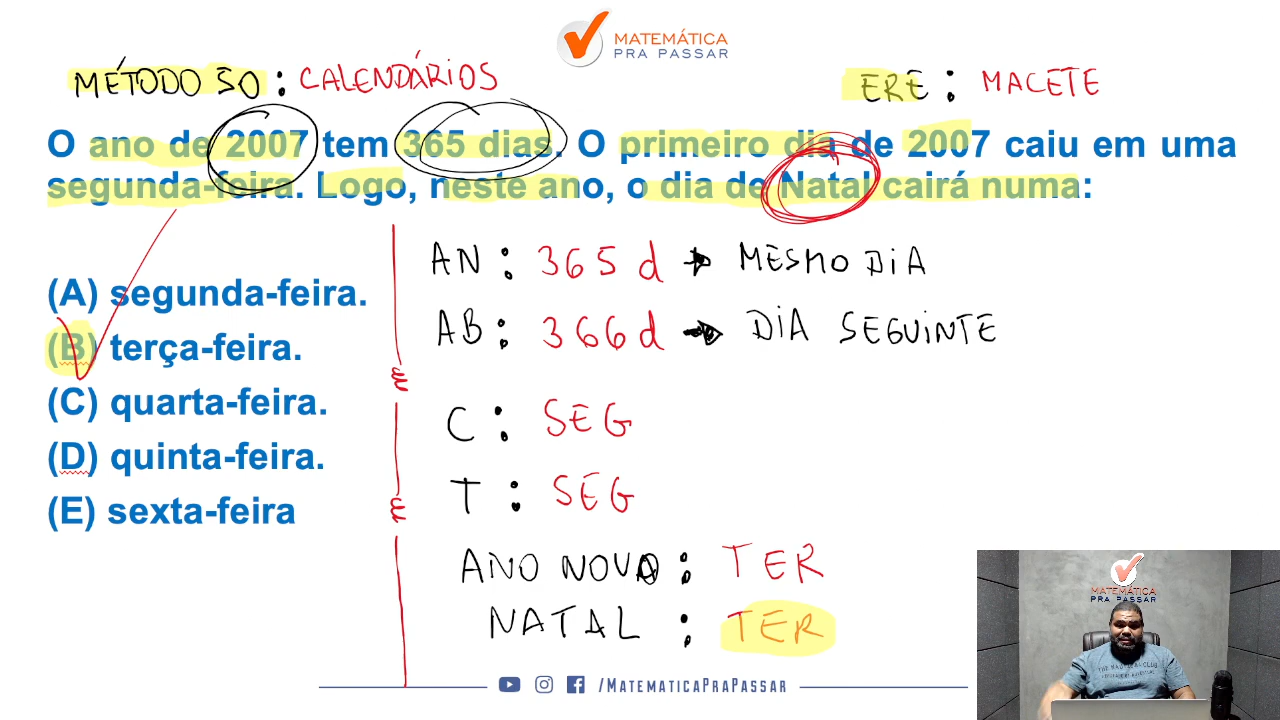 MATEMÁTICA
PRA PASSAR
MÉTODO 50 : CALENDÁRIOS
ERE : MACETE
O ano de 2007 tem 365 dias. O primeiro dia de 2007 caiu em uma
segunda-feira. Logo, neste ano, o dia de Natal cairá numa:
(A) segunda-feira.
(B) terça-feira.
(C) quarta-feira.
(D) quinta-feira.
(E) sexta-feira
AN : 365 d → MESMO DIA
AB : 366 d → DIA SEGUINTE
C : SEG
T : SEG
ANO NOVO : TER
NATAL : TER
MATEMÁTICA
PRA PASSAR
/MATEMATICAPRAPASSAR